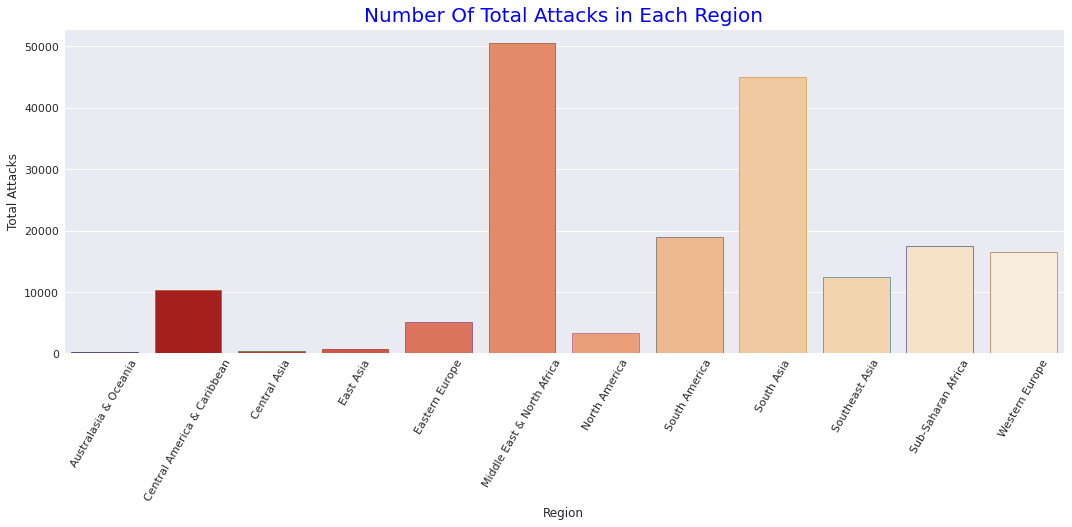 Number Of Total Attacks in Each Region
Total Attacks
50000
40000
30000
20000
10000
0
Australasia & Oceania
Central America & Caribbean
Central Asia
East Asia
Eastern Europe
Middle East & North Africa
North America
South America
South Asia
Southeast Asia
Sub-Saharan Africa
Western Europe
Region